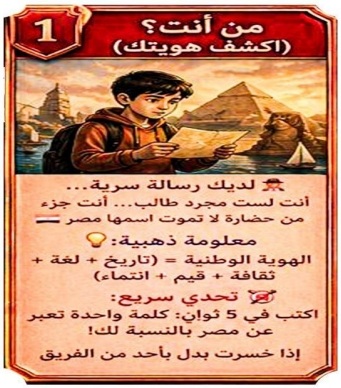 1
من أنت؟
(اكشف هويتك)
🕵️ لديك رسالة سرية...
أنت لست مجرد طالب... أنت جزء
من حضارة لا تموت اسمها مصر 🇪🇬
💡 معلومة ذهبية:
الهوية الوطنية = (تاريخ + لغة +
ثقافة + قيم + انتماء)
🎯 تحدي سريع:
اكتب في 5 ثوانٍ: كلمة واحدة تعبر
عن مصر بالنسبة لك!
إذا خسرت بدل بأحد من الفريق